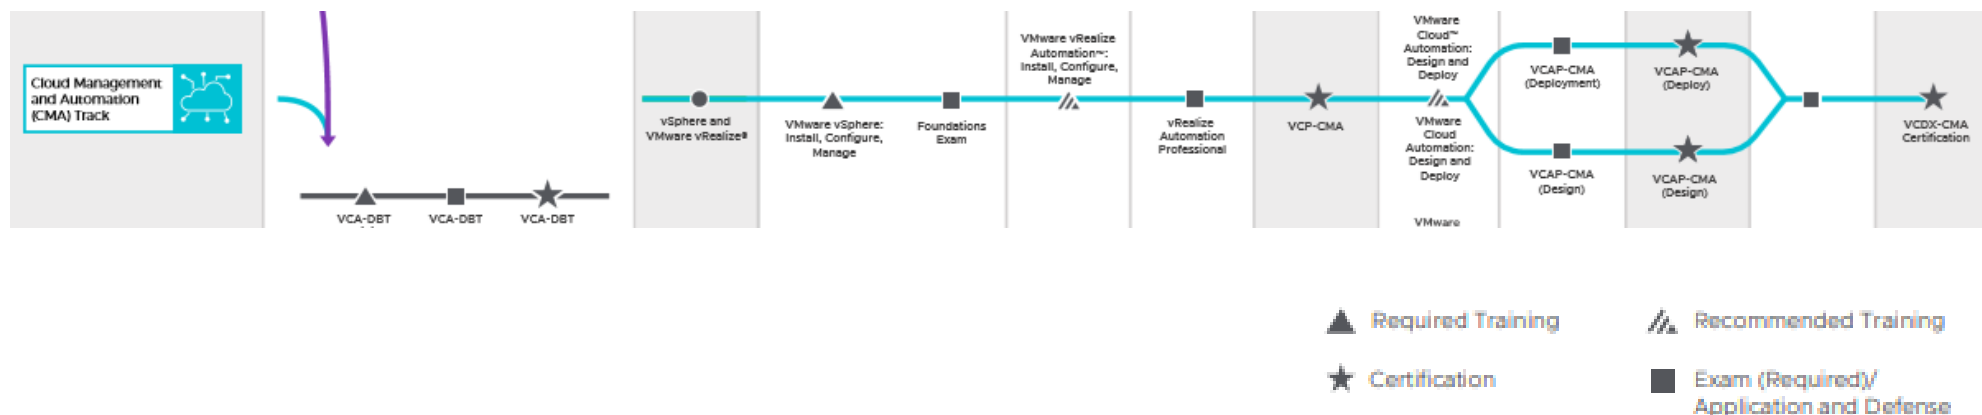 Cloud Management
and Automation
(CMA) Track
VCA-DBT
VCA-DBT
VCA-DBT
vSphere and
VMware vRealize®
VMware vSphere:
Install, Configure,
Manage
Foundations
Exam
VMware vRealize
Automation™:
Install, Configure,
Manage
vRealize
Automation
Professional
VCP-CMA
VMware
Cloud™
Automation:
Design and
Deploy
VMware
Cloud
Automation:
Design and
Deploy
VMware
VCAP-CMA
(Deployment)
VCAP-CMA
(Deploy)
VCAP-CMA
(Design)
VCAP-CMA
(Design)
VCDX-CMA
Certification
Required Training
Recommended Training
Certification
Exam (Required)/
Application and Defense